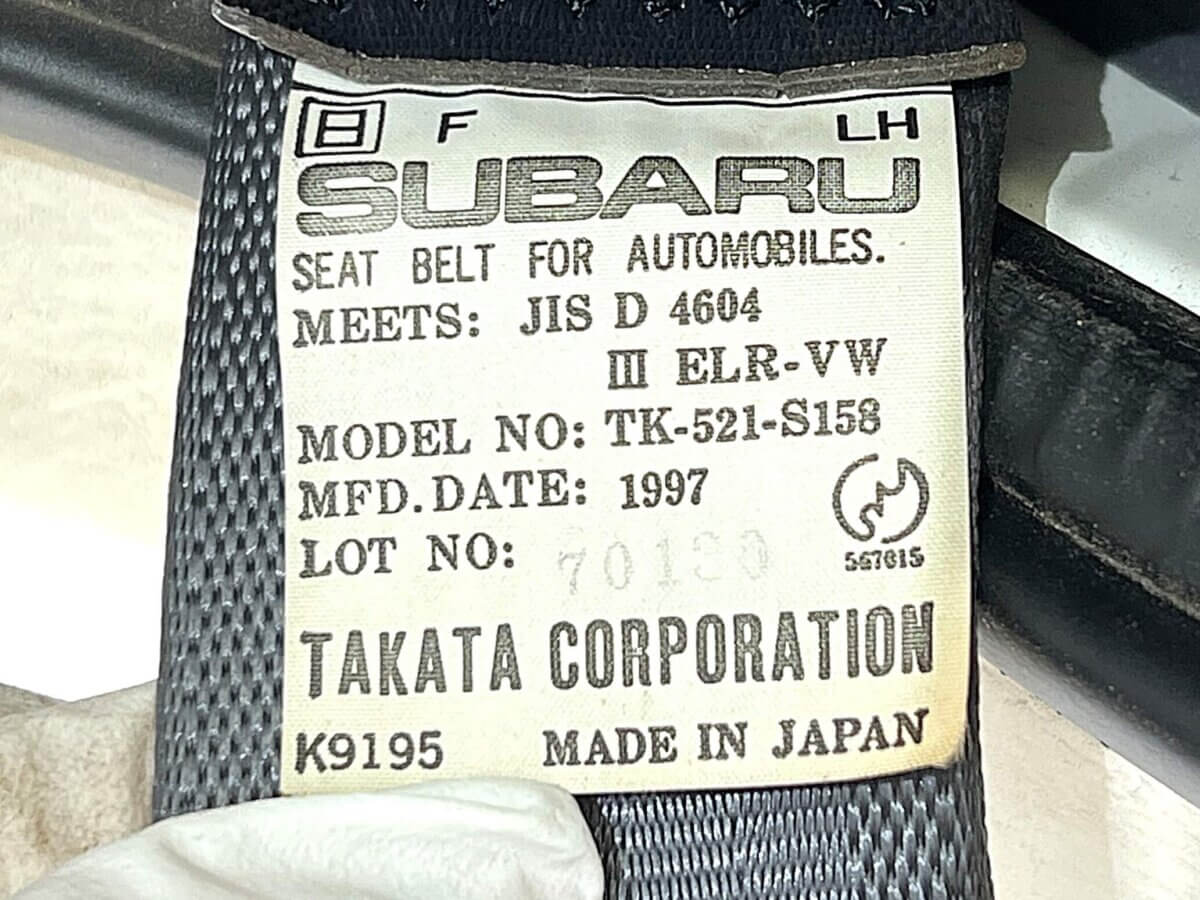 日 F LH
SUBARU
SEAT BELT FOR AUTOMOBILES.
MEETS: JIS D 4604
III ELR-VW
MODEL NO: TK-521-S158
MFD. DATE: 1997
LOT NO:
TAKATA CORPORATION
K9195 MADE IN JAPAN